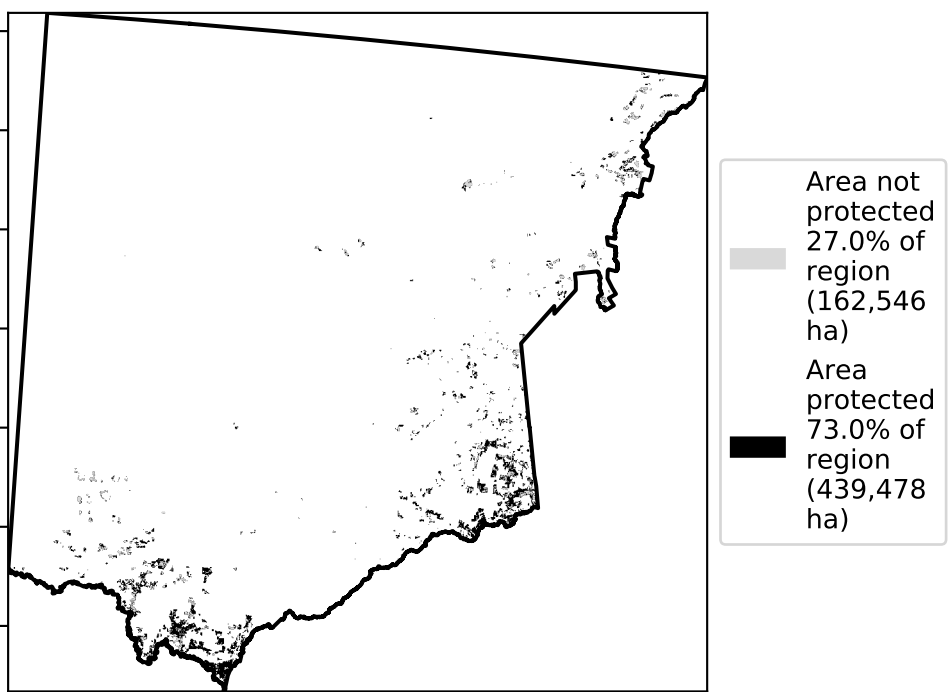 Area not
protected
27.0% of
region
(162,546
ha)
Area
protected
73.0% of
region
(439,478
ha)